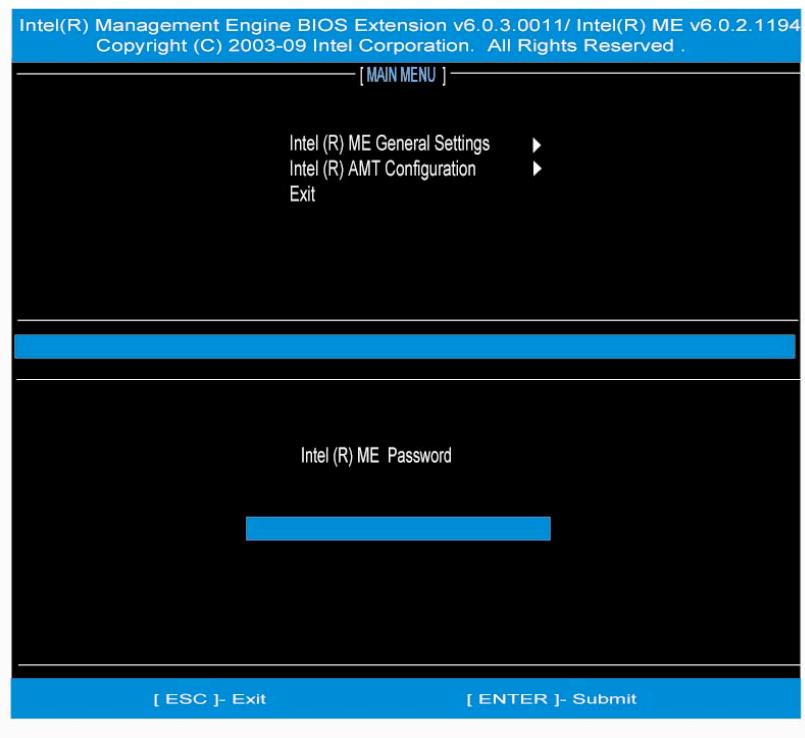 Intel(R) Management Engine BIOS Extension v6.0.3.0011/ Intel(R) ME v6.0.2.1194
Copyright (C) 2003-09 Intel Corporation. All Rights Reserved .
[ MAIN MENU ]
Intel (R) ME General Settings
Intel (R) AMT Configuration
Exit
Intel (R) ME Password
[ ESC ]- Exit [ ENTER ]- Submit